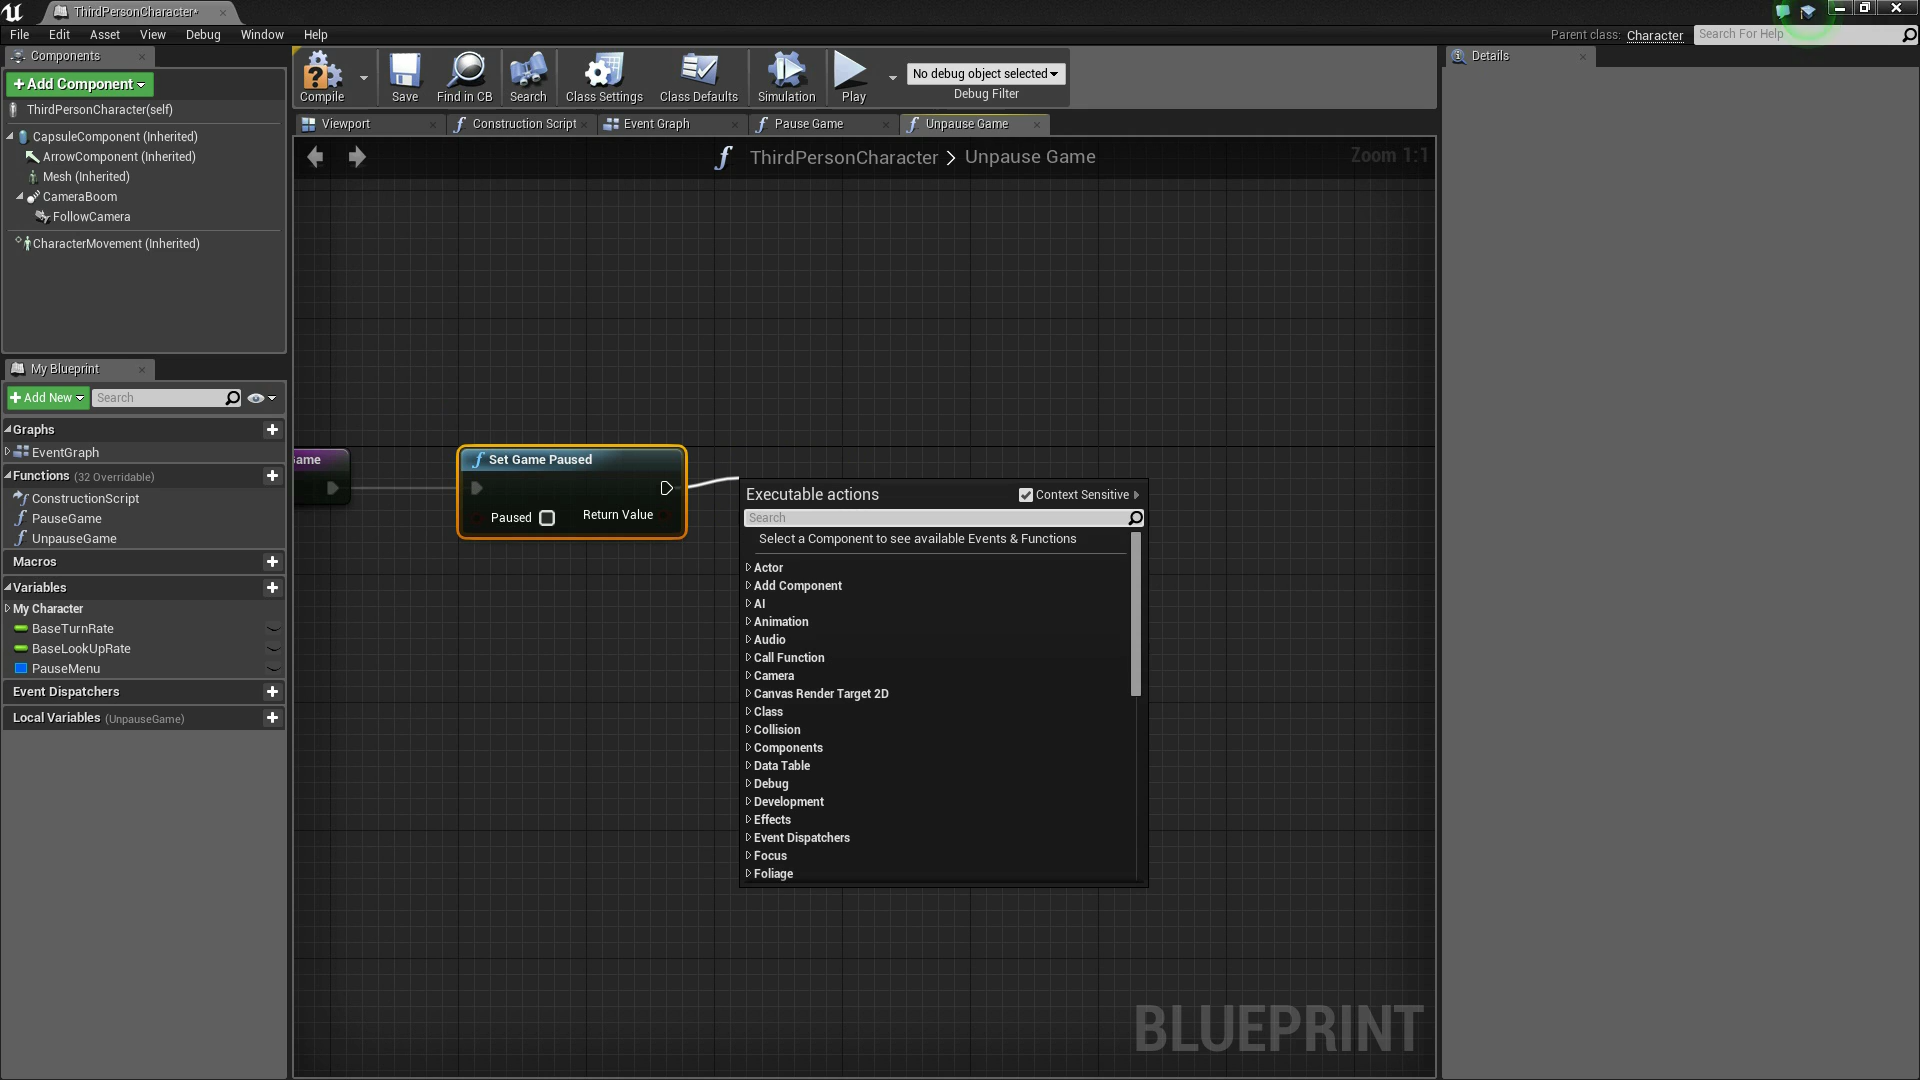 ThirdPersonCharacter*
File Edit Asset View Debug Window Help
Parent class: Character
Search For Help
Components
Details
+ Add Component
ThirdPersonCharacter(self)
CapsuleComponent (Inherited)
ArrowComponent (Inherited)
Mesh (Inherited)
CameraBoom
FollowCamera
CharacterMovement (Inherited)
Compile Save Find in CB Search Class Settings Class Defaults Simulation Play
No debug object selected
Debug Filter
Viewport Construction Script Event Graph Pause Game Unpause Game
ThirdPersonCharacter > Unpause Game
Zoom 1:1
My Blueprint
+ Add New
Search
Graphs
EventGraph
Functions (32 Overridable)
ConstructionScript
PauseGame
UnpauseGame
Macros
Variables
My Character
BaseTurnRate
BaseLookUpRate
PauseMenu
Event Dispatchers
Local Variables (UnpauseGame)
ame
Set Game Paused
Paused
Return Value
Executable actions
Context Sensitive
Search
Select a Component to see available Events & Functions
Actor
Add Component
AI
Animation
Audio
Call Function
Camera
Canvas Render Target 2D
Class
Collision
Components
Data Table
Debug
Development
Effects
Event Dispatchers
Focus
Foliage
BLUEPRINT